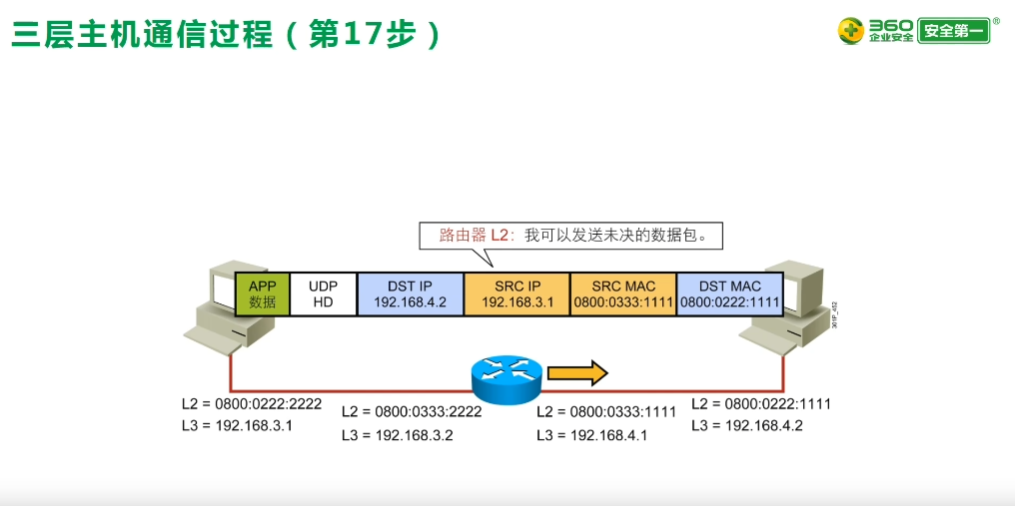 三层主机通信过程（第17步）
360
企业安全
安全第一
®
路由器 L2：我可以发送未决的数据包。
APP
数据
UDP
HD
DST IP
192.168.4.2
SRC IP
192.168.3.1
SRC MAC
0800:0333:1111
DST MAC
0800:0222:1111
361P_452
L2 = 0800:0222:2222
L3 = 192.168.3.1
L2 = 0800:0333:2222
L3 = 192.168.3.2
L2 = 0800:0333:1111
L3 = 192.168.4.1
L2 = 0800:0222:1111
L3 = 192.168.4.2